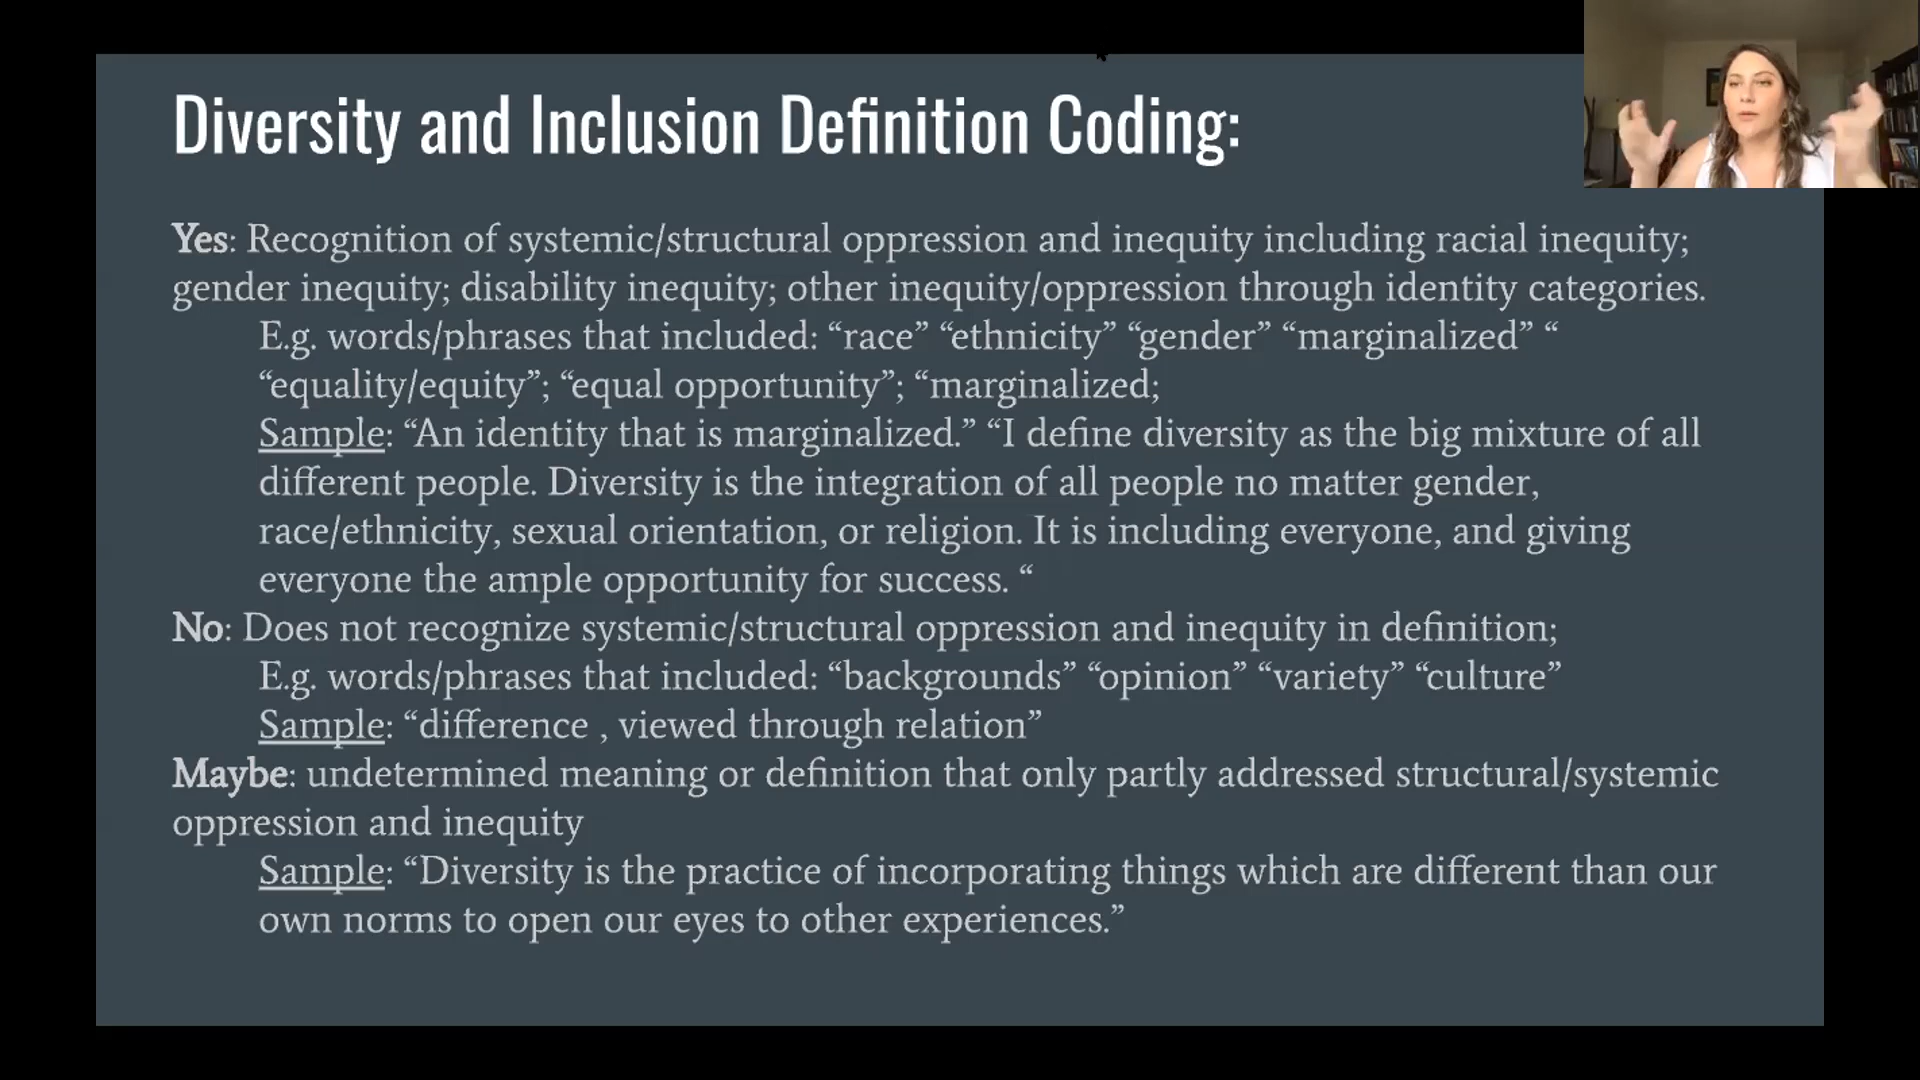 Diversity and Inclusion Definition Coding:
Yes: Recognition of systemic/structural oppression and inequity including racial inequity;
gender inequity; disability inequity; other inequity/oppression through identity categories.
E.g. words/phrases that included: “race” “ethnicity” “gender” “marginalized” “
“equality/equity”; “equal opportunity”; “marginalized;
Sample: “An identity that is marginalized.” “I define diversity as the big mixture of all
different people. Diversity is the integration of all people no matter gender,
race/ethnicity, sexual orientation, or religion. It is including everyone, and giving
everyone the ample opportunity for success. “
No: Does not recognize systemic/structural oppression and inequity in definition;
E.g. words/phrases that included: “backgrounds” “opinion” “variety” “culture”
Sample: “difference , viewed through relation”
Maybe: undetermined meaning or definition that only partly addressed structural/systemic
oppression and inequity
Sample: “Diversity is the practice of incorporating things which are different than our
own norms to open our eyes to other experiences.”